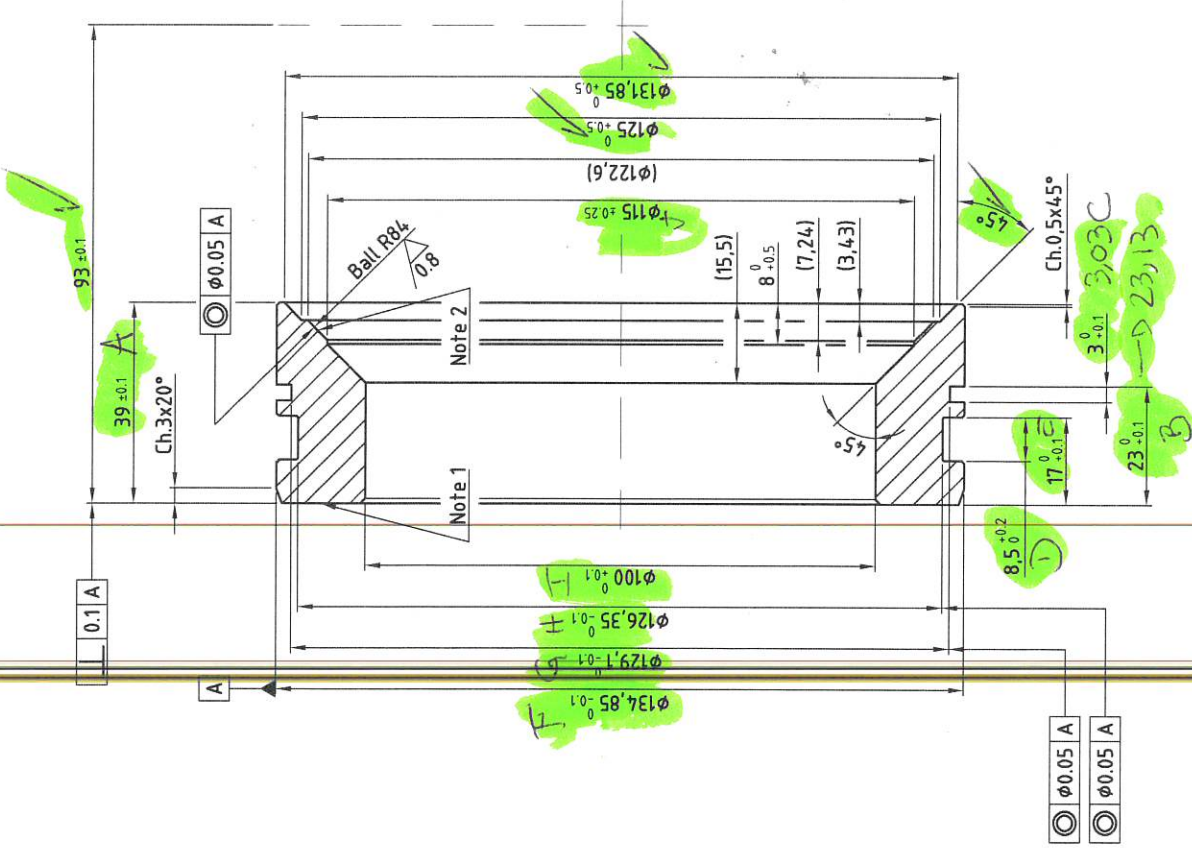 φ131,85 0 +0.5
φ125 0 +0.5
(φ122,6)
φ115 ±0.25
93 ±0.1
◎ φ0.05 A
39 ±0.1 A
Ch.3x20°
Ball R84
0.8
Note 2
Note 1
(15,5)
8 0 +0.5
(7,24)
(3,43)
45°
Ch.0,5x45°
3 0 +0.1 3,03 C
23,13
45°
23 0 +0.1 B
17 0 +0.1
8,5 +0.2 0 D
φ100 0 +0.1 H
φ126,35 0 -0.1 H
φ129,1 0 -0.1 G
φ134,85 0 -0.1 F
⊥ 0.1 A
A
◎ φ0.05 A
◎ φ0.05 A